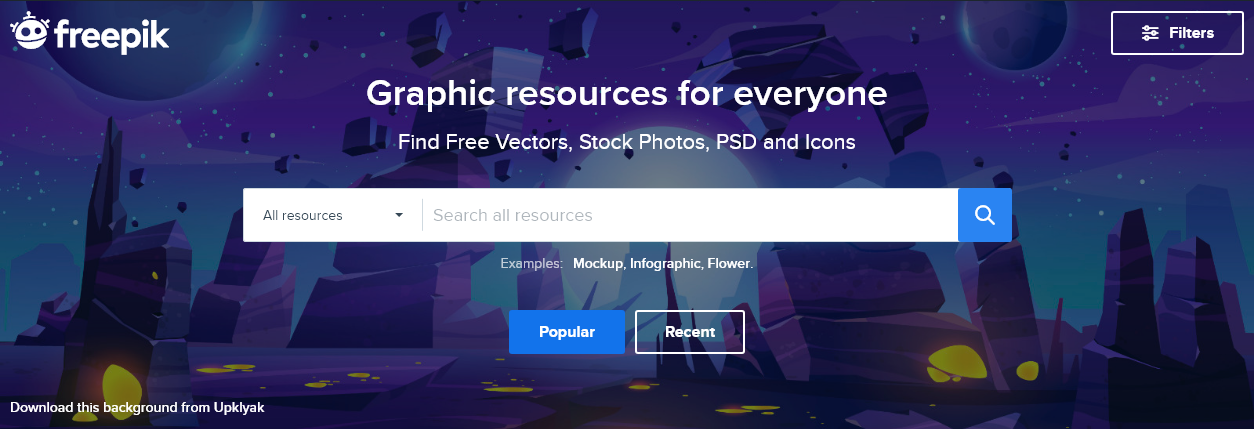 freepik
Filters
Graphic resources for everyone
Find Free Vectors, Stock Photos, PSD and Icons
All resources
Search all resources
Examples: Mockup, Infographic, Flower.
Popular
Recent
Download this background from Upklyak